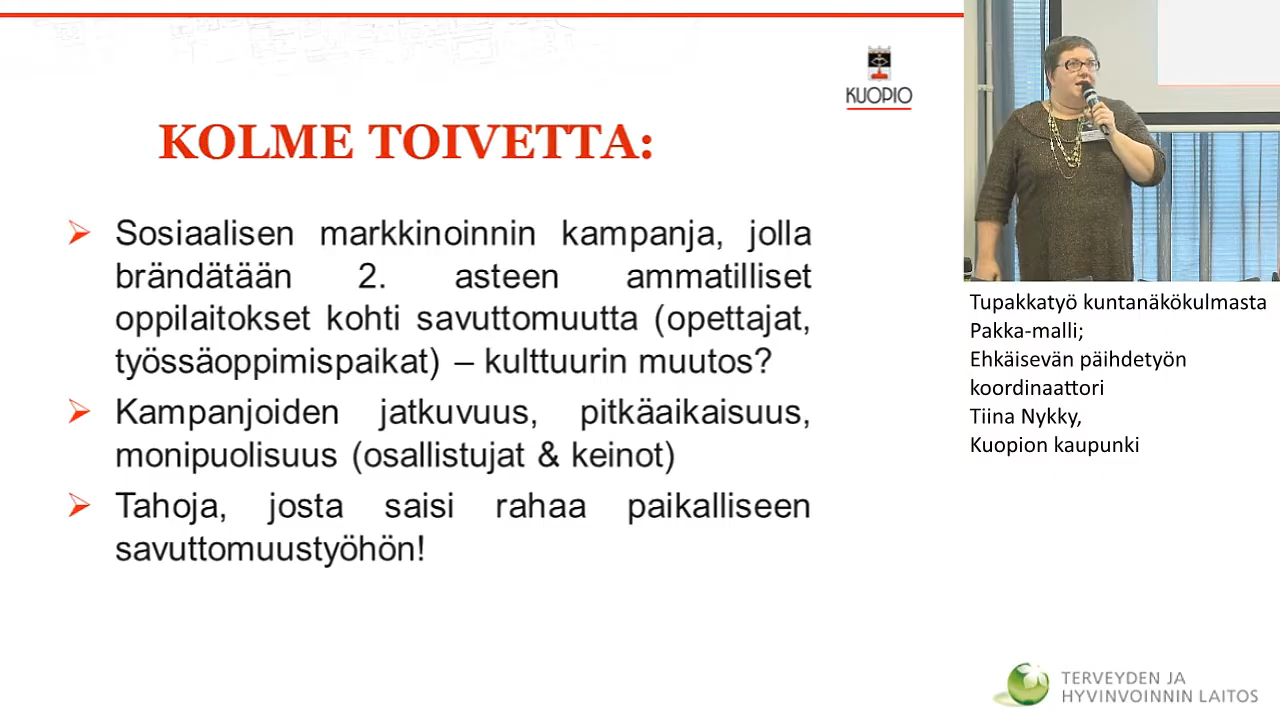 KUOPIO
KOLME TOIVETTA:
Sosiaalisen markkinoinnin kampanja, jolla
brändätään 2. asteen ammatilliset
oppilaitokset kohti savuttomuutta (opettajat,
työssäoppimispaikat) – kulttuurin muutos?
Kampanjoiden jatkuvuus, pitkäaikaisuus,
monipuolisuus (osallistujat & keinot)
Tahoja, josta saisi rahaa paikalliseen
savuttomuustyöhön!
Tupakkatyö kuntanäkökulmasta
Pakka-malli;
Ehkäisevän päihdetyön
koordinaattori
Tiina Nykky,
Kuopion kaupunki
TERVEYDEN JA
HYVINVOINNIN LAITOS